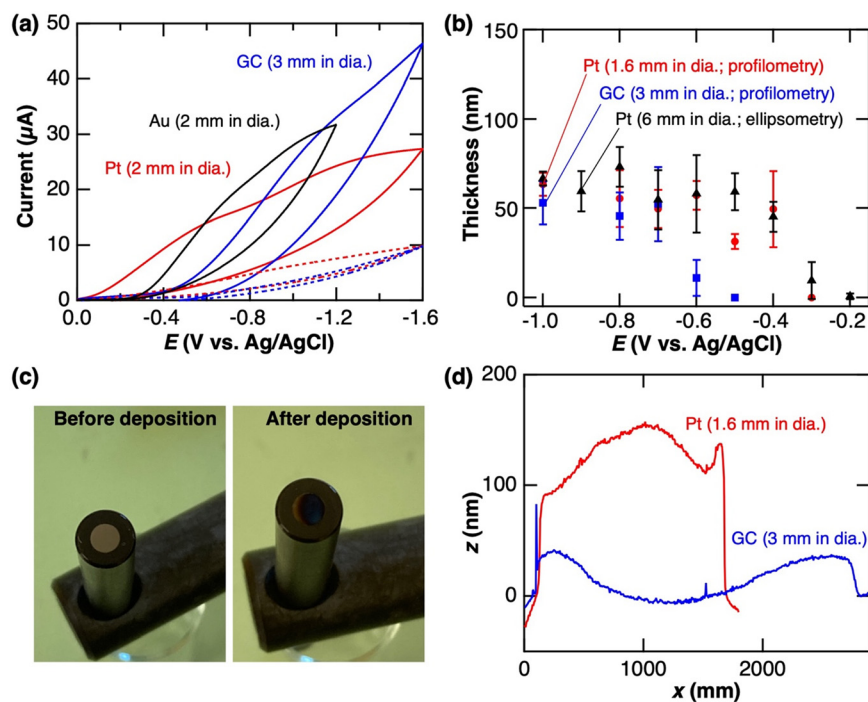 (a)
50
40
30
20
10
0
Current (µA)
GC (3 mm in dia.)
Au (2 mm in dia.)
Pt (2 mm in dia.)
0.0
-0.4
-0.8
-1.2
-1.6
E (V vs. Ag/AgCl)
(b)
150
100
50
0
Thickness (nm)
Pt (1.6 mm in dia.; profilometry)
GC (3 mm in dia.; profilometry)
Pt (6 mm in dia.; ellipsometry)
-1.0
-0.8
-0.6
-0.4
-0.2
E (V vs. Ag/AgCl)
(c)
Before deposition
After deposition
(d)
200
100
0
z (nm)
Pt (1.6 mm in dia.)
GC (3 mm in dia.)
0
1000
2000
x (mm)